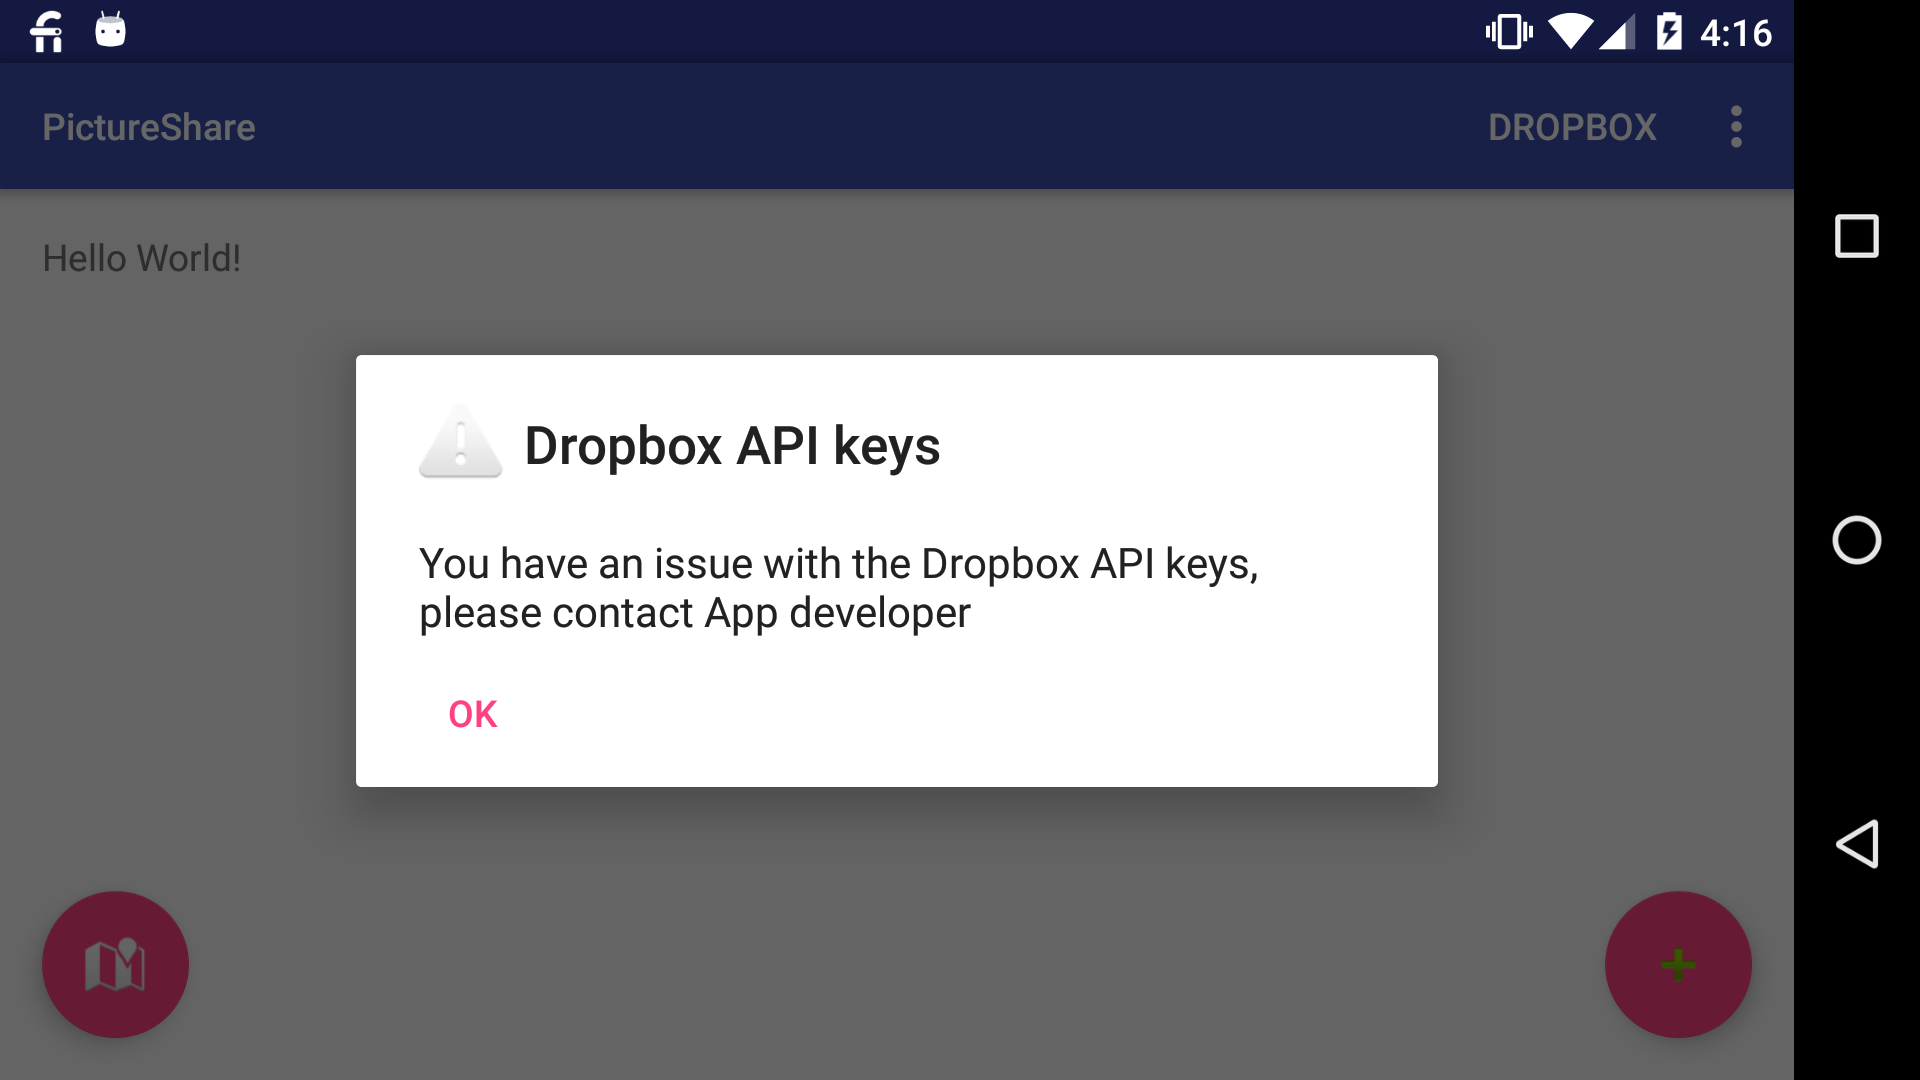 4:16
PictureShare
DROPBOX
Hello World!
Dropbox API keys
You have an issue with the Dropbox API keys,
please contact App developer
OK